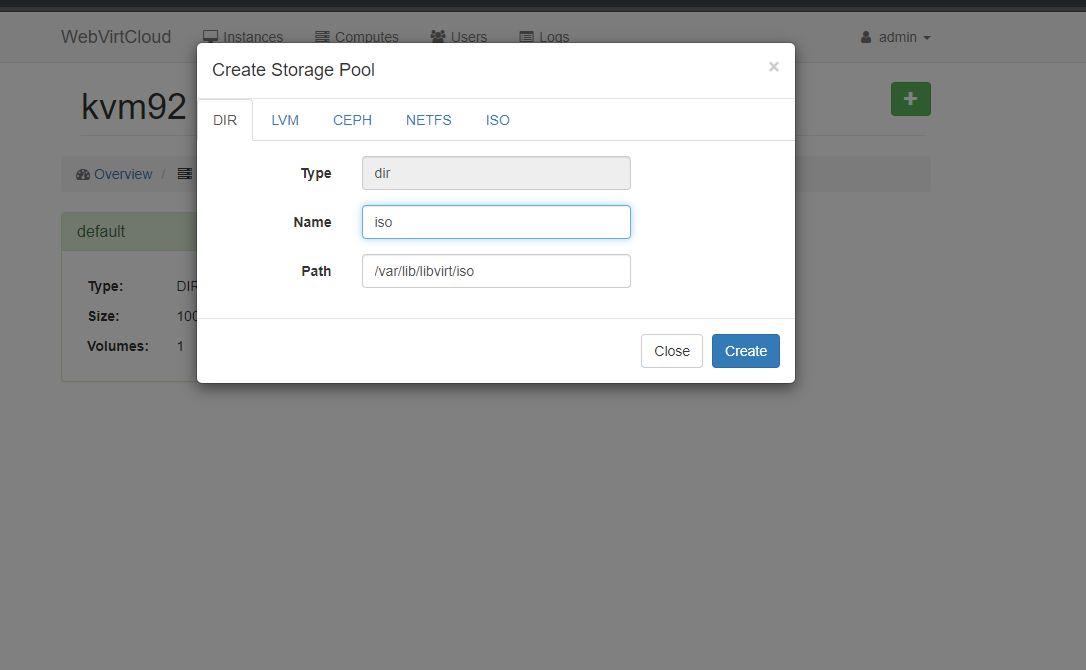 WebVirtCloud Instances Computes Users Logs admin
Create Storage Pool ×
kvm92
DIR LVM CEPH NETFS ISO
Type dir
Overview /
Name iso
default
Path /var/lib/libvirt/iso
Type: DIR
Size: 100
Volumes: 1
Close Create